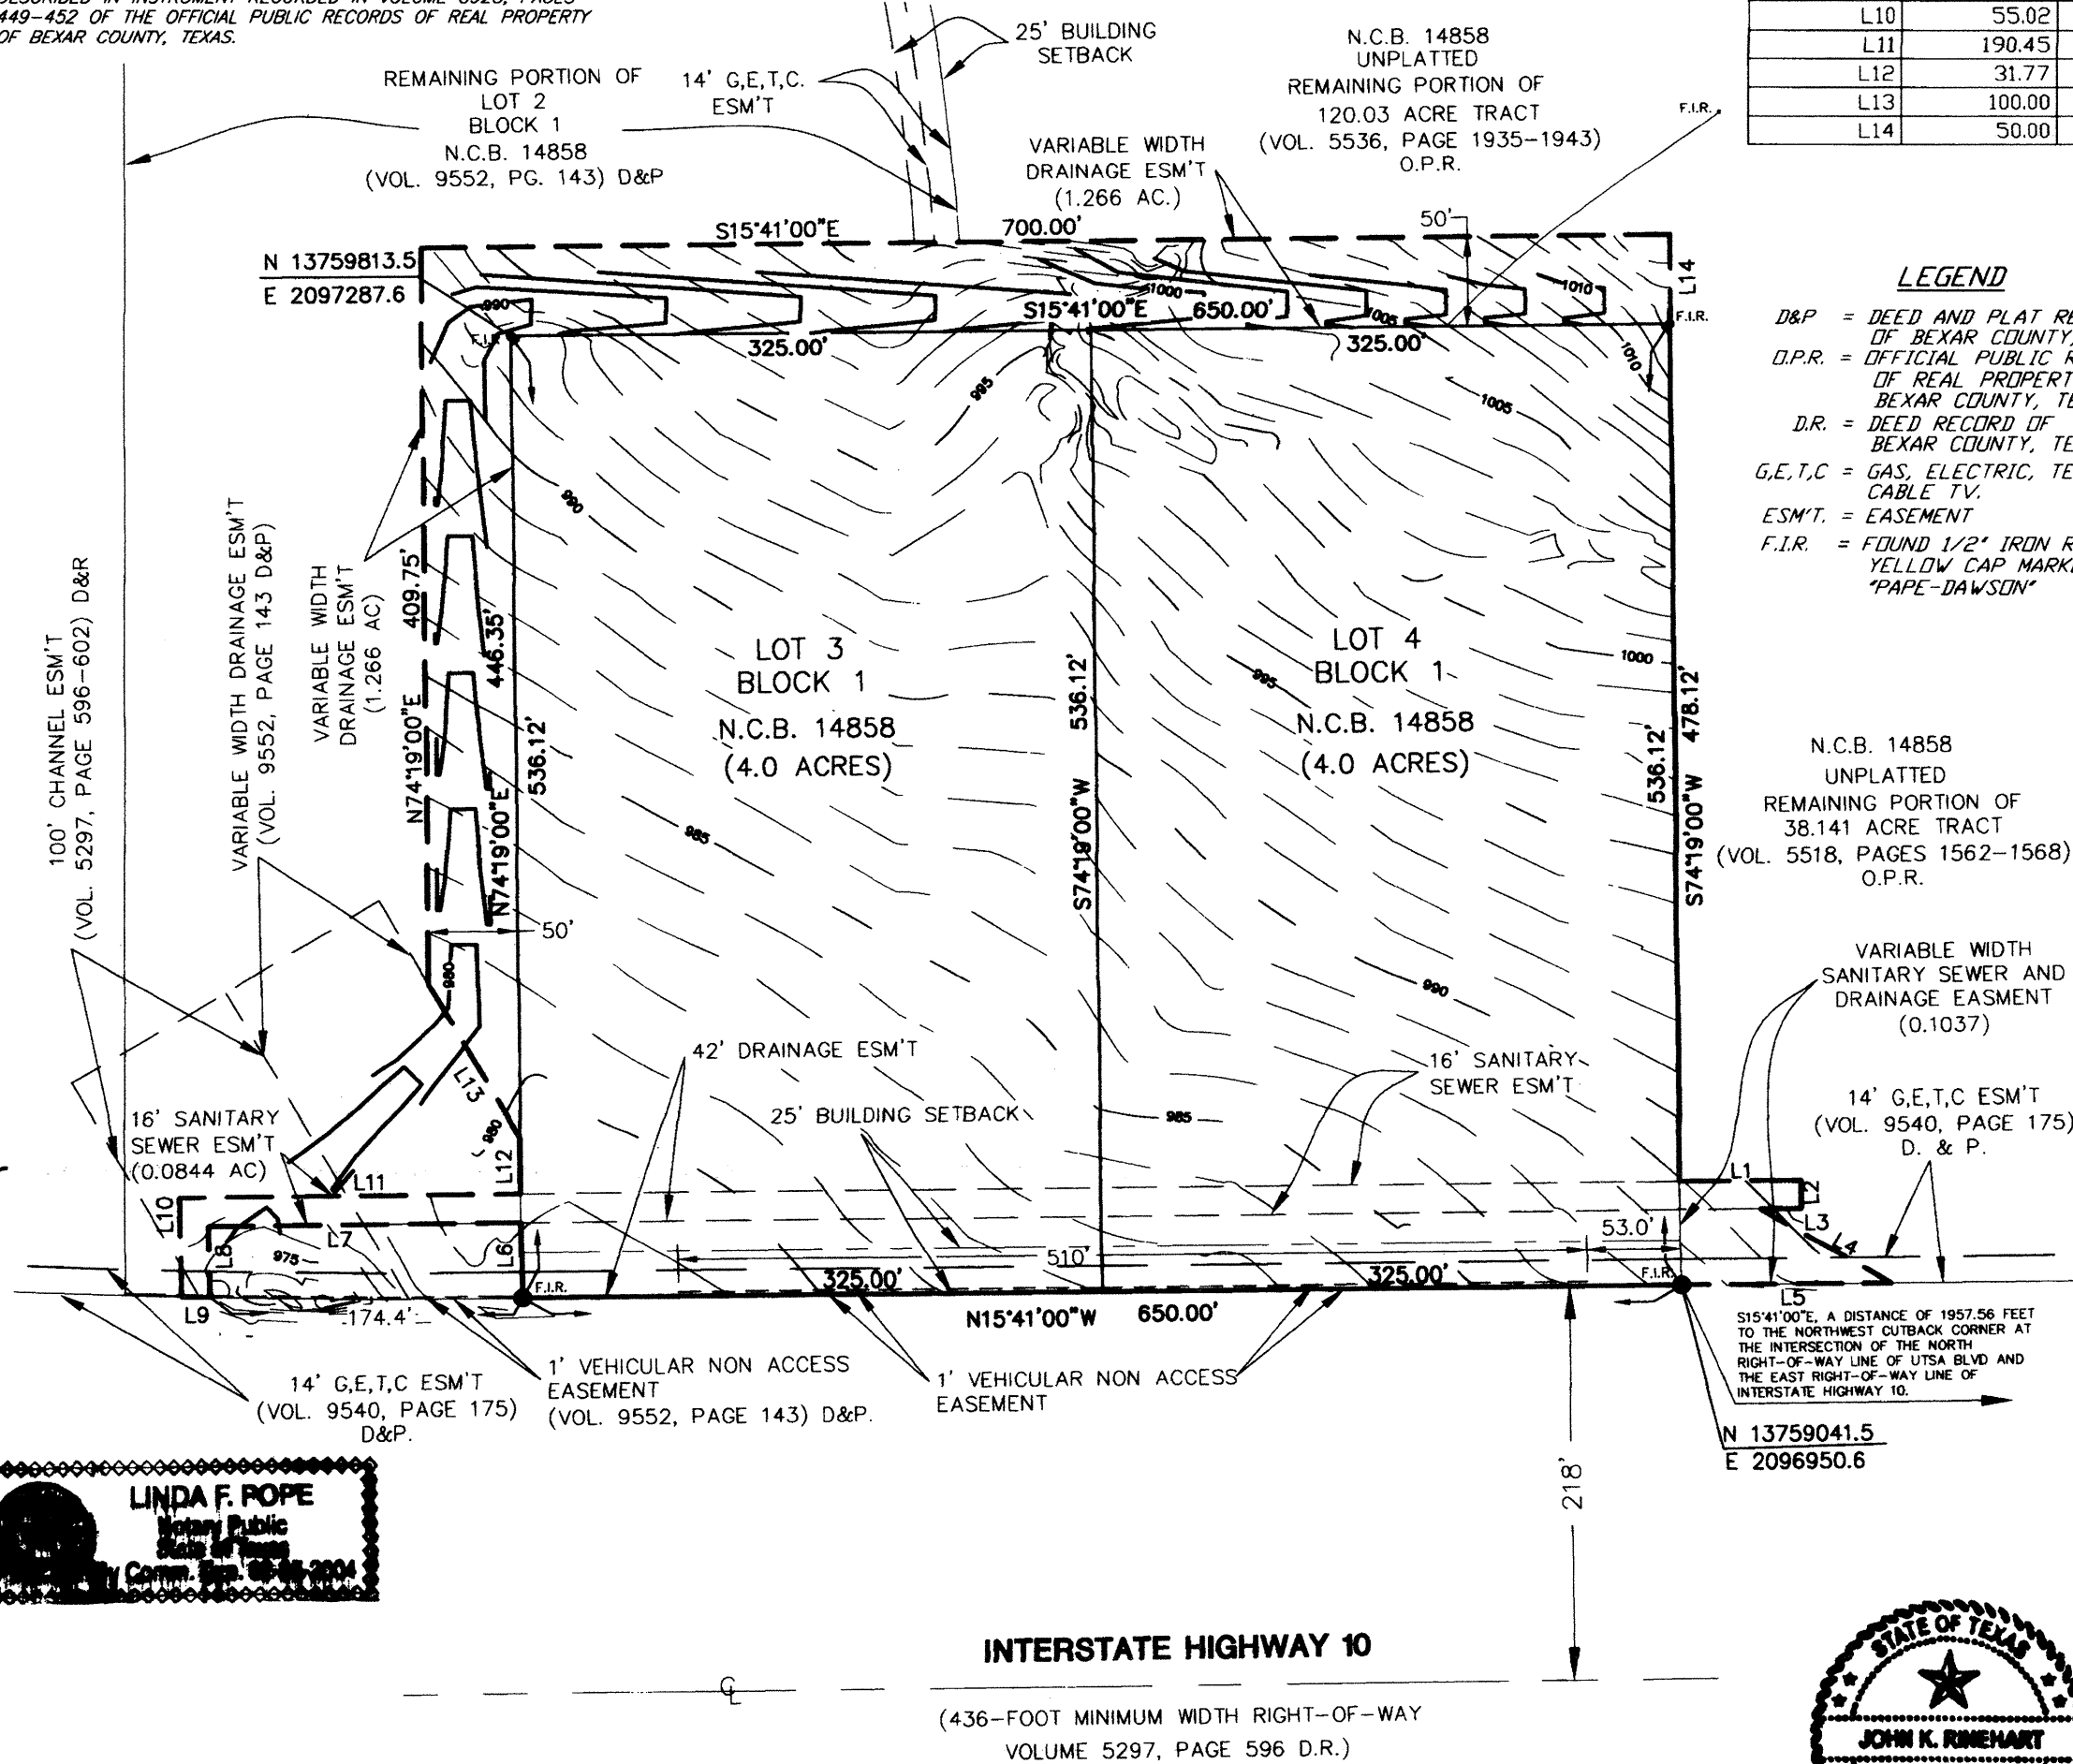 449-452 OF THE OFFICIAL PUBLIC RECORDS OF REAL PROPERTY
OF BEXAR COUNTY, TEXAS.
L10 55.02
L11 190.45
L12 31.77
L13 100.00
L14 50.00
25' BUILDING
SETBACK
N.C.B. 14858
UNPLATTED
REMAINING PORTION OF
120.03 ACRE TRACT
(VOL. 5536, PAGE 1935-1943)
O.P.R.
F.I.R.
REMAINING PORTION OF
LOT 2
BLOCK 1
N.C.B. 14858
(VOL. 9552, PG. 143) D&P
14' G,E,T,C.
ESM'T
VARIABLE WIDTH
DRAINAGE ESM'T
(1.266 AC.)
S15°41'00"E 700.00'
50'
L14
N 13759813.5
E 2097287.6
990
1000
1010
1005
S15°41'00"E 650.00'
F.I.R.
F.I.R.
325.00'
325.00'
1010
995
1005
990
LEGEND
D&P = DEED AND PLAT RE
OF BEXAR COUNTY,
O.P.R. = OFFICIAL PUBLIC R
OF REAL PROPERT
BEXAR COUNTY, TE
D.R. = DEED RECORD OF
BEXAR COUNTY, TE
G,E,T,C = GAS, ELECTRIC, TE
CABLE TV.
ESM'T. = EASEMENT
F.I.R. = FOUND 1/2" IRON R
YELLOW CAP MARK
"PAPE-DAWSON"
100' CHANNEL ESM'T
(VOL. 5297, PAGE 596-602) D&R
VARIABLE WIDTH DRAINAGE ESM'T
(VOL. 9552, PAGE 143 D&P)
VARIABLE WIDTH
DRAINAGE ESM'T
(1.266 AC)
N74°19'00"E 409.75'
N74°19'00"E 446.35'
536.12'
LOT 3
BLOCK 1
N.C.B. 14858
(4.0 ACRES)
985
S74°19'00"W 536.12'
LOT 4
BLOCK 1
N.C.B. 14858
(4.0 ACRES)
995
1000
990
536.12'
S74°19'00"W 478.12'
N.C.B. 14858
UNPLATTED
REMAINING PORTION OF
38.141 ACRE TRACT
(VOL. 5518, PAGES 1562-1568)
O.P.R.
50'
980
VARIABLE WIDTH
SANITARY SEWER AND
DRAINAGE EASMENT
(0.1037)
L13
980
L12
42' DRAINAGE ESM'T
25' BUILDING SETBACK
16' SANITARY
SEWER ESM'T
985
14' G,E,T,C ESM'T
(VOL. 9540, PAGE 175)
D. & P.
16' SANITARY
SEWER ESM'T
(0.0844 AC)
L11
L10
L7
L8
975
L6
L9
174.4'
F.I.R.
510'
53.0'
325.00'
325.00'
N15°41'00"W 650.00'
F.I.R.
L1
L2
L3
L4
L5
S15°41'00"E, A DISTANCE OF 1957.56 FEET
TO THE NORTHWEST CUTBACK CORNER AT
THE INTERSECTION OF THE NORTH
RIGHT-OF-WAY LINE OF UTSA BLVD AND
THE EAST RIGHT-OF-WAY LINE OF
INTERSTATE HIGHWAY 10.
N 13759041.5
E 2096950.6
14' G,E,T,C ESM'T
(VOL. 9540, PAGE 175)
D&P.
1' VEHICULAR NON ACCESS
EASEMENT
(VOL. 9552, PAGE 143) D&P.
1' VEHICULAR NON ACCESS
EASEMENT
218'
LINDA F. POPE
Notary Public
State of Texas
Comm. Exp.
INTERSTATE HIGHWAY 10
(436-FOOT MINIMUM WIDTH RIGHT-OF-WAY
VOLUME 5297, PAGE 596 D.R.)
STATE OF TEXAS
JOHN K. RINEHART